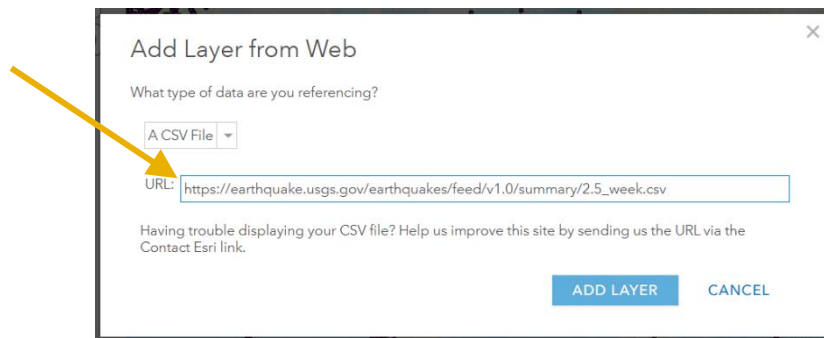 Add Layer from Web
What type of data are you referencing?
A CSV File
URL: https://earthquake.usgs.gov/earthquakes/feed/v1.0/summary/2.5_week.csv
Having trouble displaying your CSV file? Help us improve this site by sending us the URL via the
Contact Esri link.
ADD LAYER CANCEL